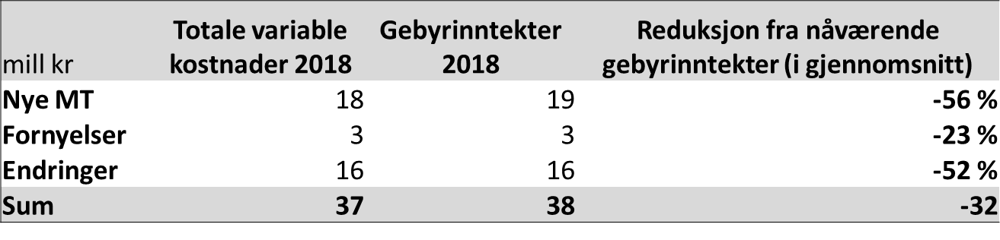 Totale variable Gebyrinntekter Reduksjon fra nåværende
mill kr kostnader 2018 2018 gebyrinntekter (i gjennomsnitt)
Nye MT 18 19 -56 %
Fornyelser 3 3 -23 %
Endringer 16 16 -52 %
Sum 37 38 -32